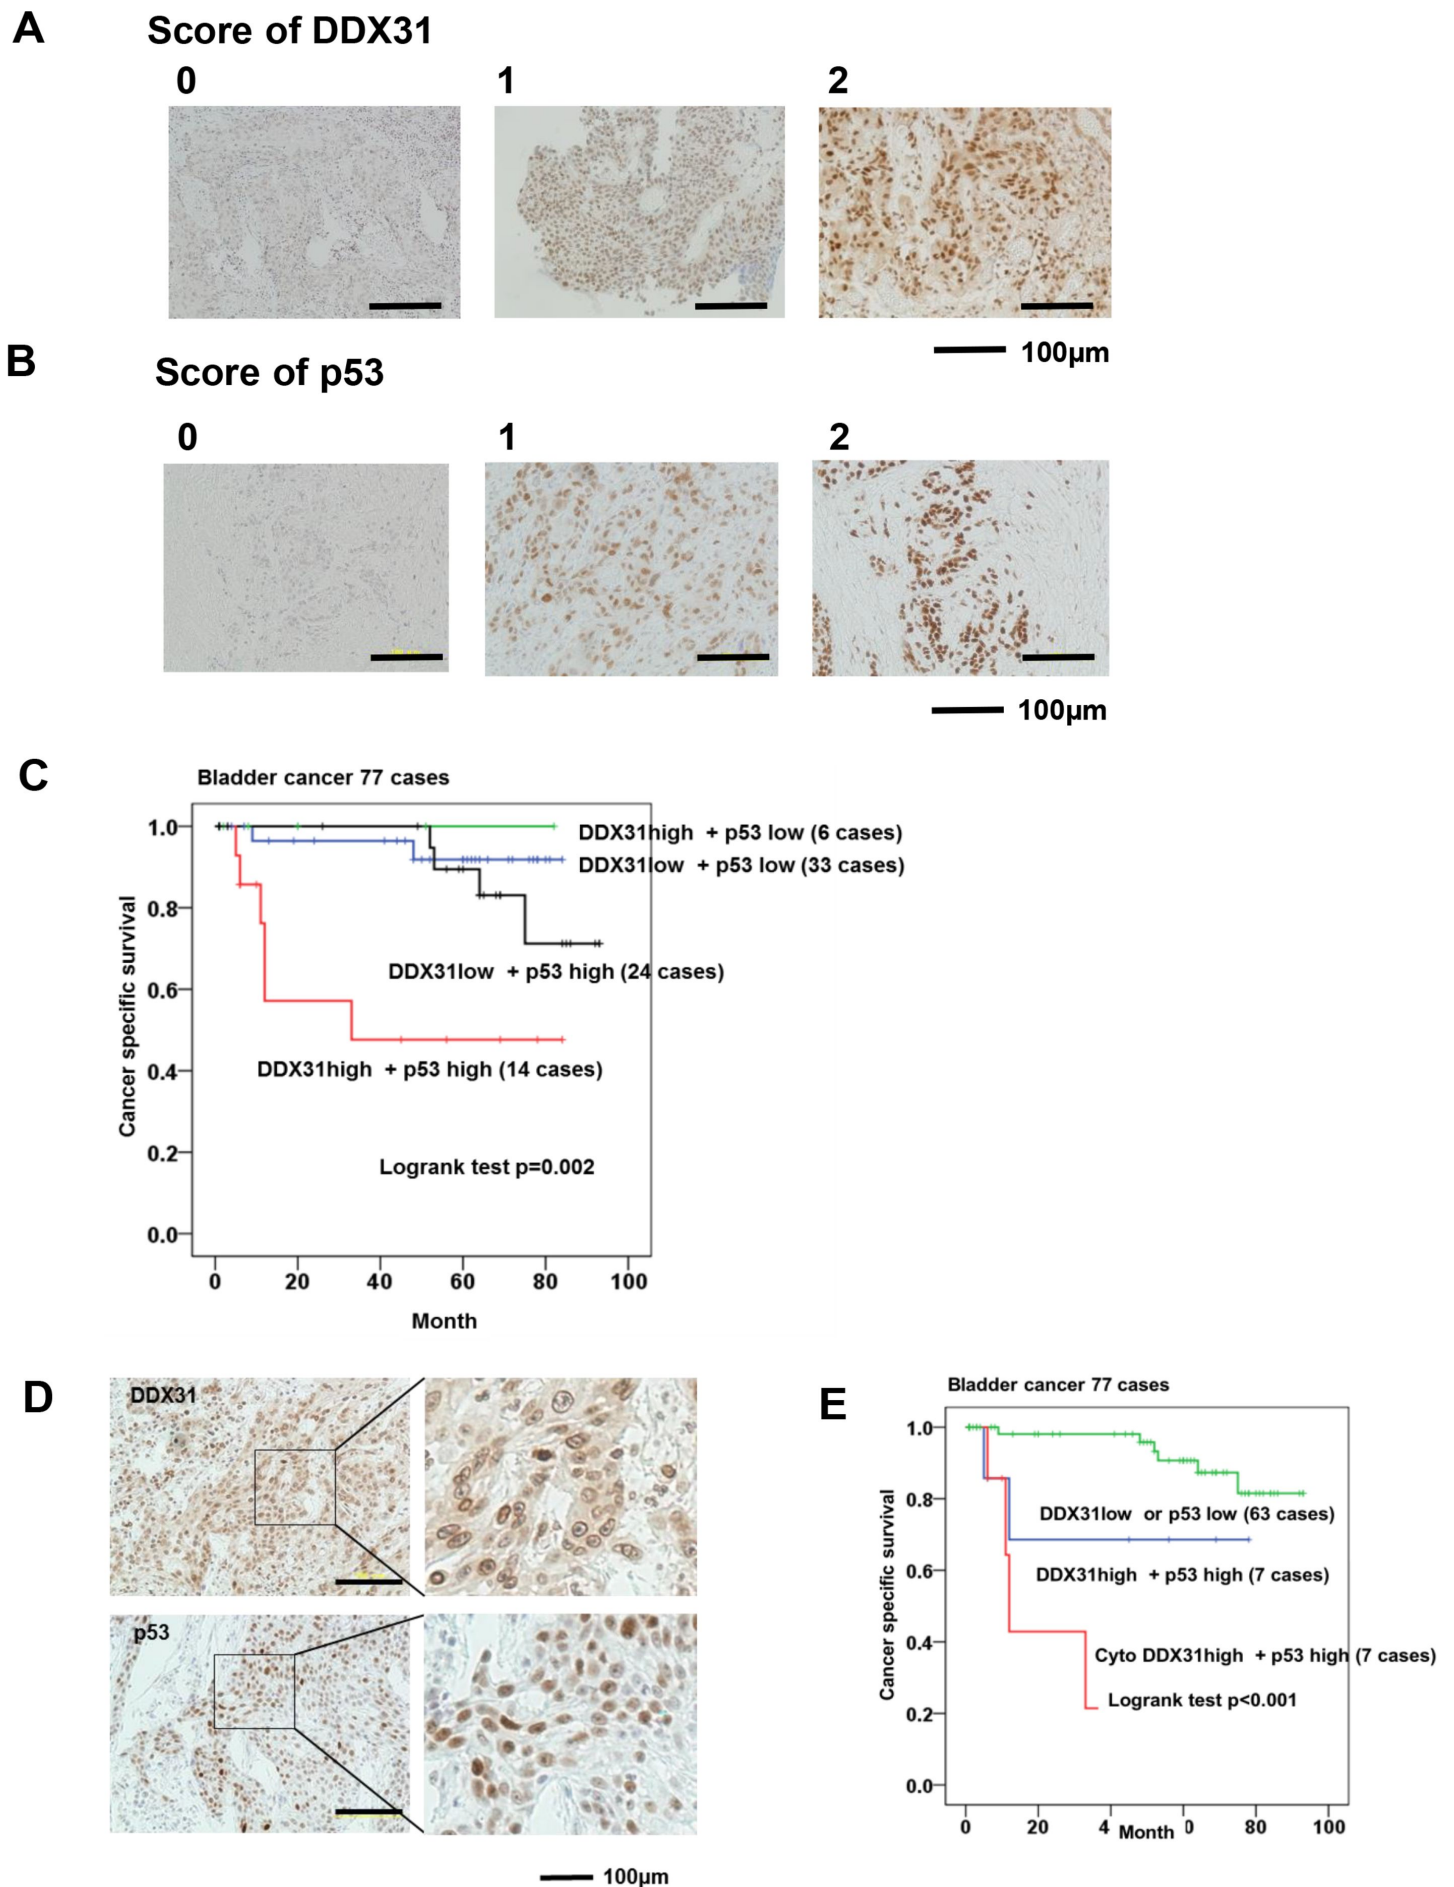 A
Score of DDX31
0
1
2
100µm
B
Score of p53
0
1
2
100µm
C
Bladder cancer 77 cases
1.0
0.8
0.6
0.4
0.2
0.0
Cancer specific survival
DDX31high + p53 low (6 cases)
DDX31low + p53 low (33 cases)
DDX31low + p53 high (24 cases)
DDX31high + p53 high (14 cases)
Logrank test p=0.002
0 20 40 60 80 100
Month
D
DDX31
p53
100µm
E
Bladder cancer 77 cases
1.0
0.8
0.6
0.4
0.2
0.0
Cancer specific survival
DDX31low or p53 low (63 cases)
DDX31high + p53 high (7 cases)
Cyto DDX31high + p53 high (7 cases)
Logrank test p<0.001
0 20 4 Month 0 80 100